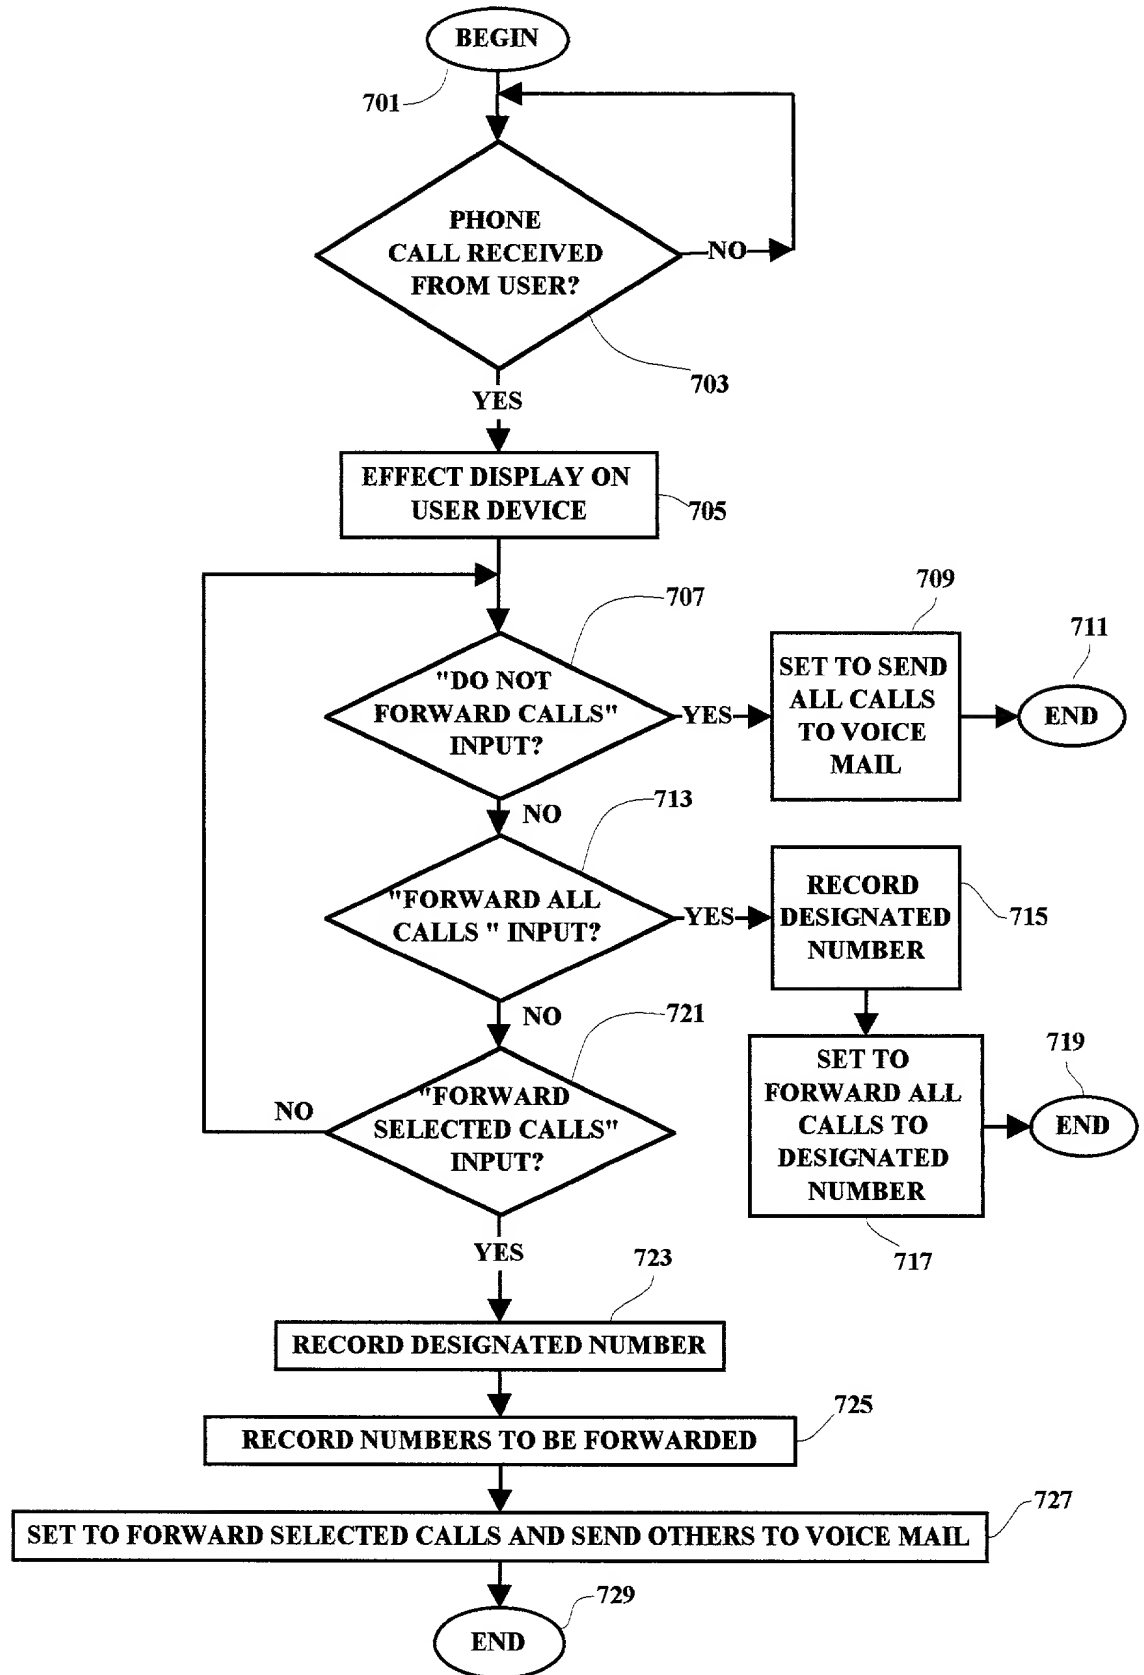 BEGIN
701
PHONE
CALL RECEIVED
FROM USER?
NO
703
YES
EFFECT DISPLAY ON
USER DEVICE
705
707
709
711
"DO NOT
FORWARD CALLS"
INPUT?
YES
SET TO SEND
ALL CALLS
TO VOICE
MAIL
END
NO
713
"FORWARD ALL
CALLS " INPUT?
YES
RECORD
DESIGNATED
NUMBER
715
NO
721
"FORWARD
SELECTED CALLS"
INPUT?
NO
SET TO
FORWARD ALL
CALLS TO
DESIGNATED
NUMBER
719
END
717
YES
723
RECORD DESIGNATED NUMBER
725
RECORD NUMBERS TO BE FORWARDED
727
SET TO FORWARD SELECTED CALLS AND SEND OTHERS TO VOICE MAIL
729
END